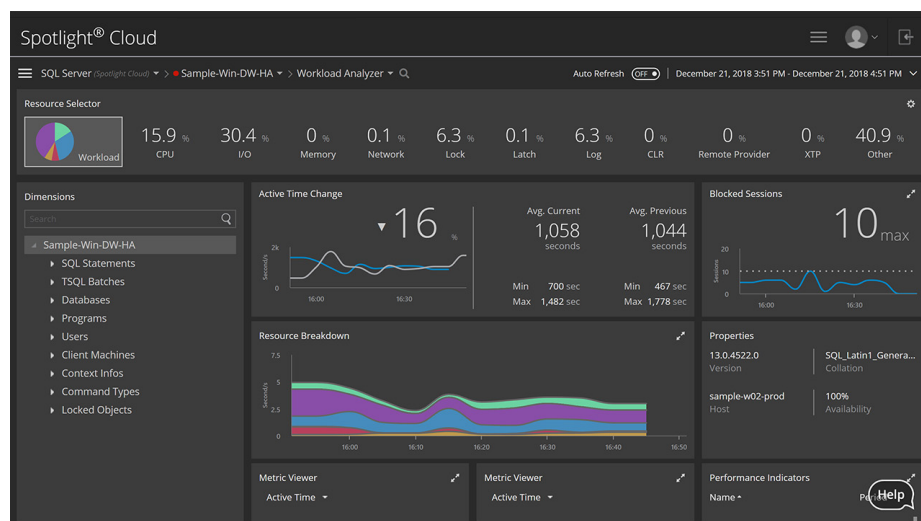 Spotlight® Cloud
SQL Server (Spotlight Cloud) > Sample-Win-DW-HA > Workload Analyzer
Auto Refresh OFF | December 21, 2018 3:51 PM - December 21, 2018 4:51 PM
Resource Selector
Workload
15.9 % 30.4 % 0 % 0.1 % 6.3 % 0.1 % 6.3 % 0 % 0 % 0 % 40.9 %
CPU I/O Memory Network Lock Latch Log CLR Remote Provider XTP Other
Dimensions
Search
Sample-Win-DW-HA
SQL Statements
TSQL Batches
Databases
Programs
Users
Client Machines
Context Infos
Command Types
Locked Objects
Active Time Change
16 %
2k
0
Second/s
16:00 16:30
Avg. Current Avg. Previous
1,058 1,044
seconds seconds
Min 700 sec Min 467 sec
Max 1,482 sec Max 1,778 sec
Blocked Sessions
10 max
20
10
0
Sessions
16:00 16:30
Resource Breakdown
7.5
5
2.5
0
Second/s
16:00 16:10 16:20 16:30 16:40 16:50
Properties
13.0.4522.0 SQL_Latin1_Genera...
Version Collation
sample-w02-prod 100%
Host Availability
Metric Viewer
Active Time
Metric Viewer
Active Time
Performance Indicators
Name
Help